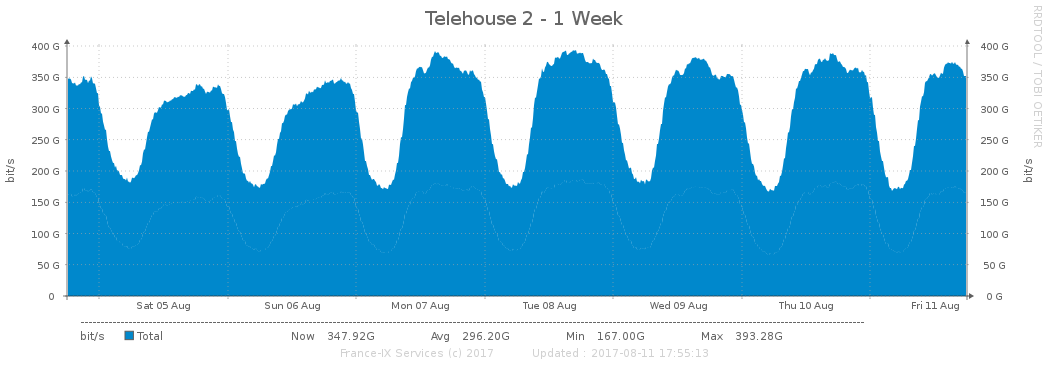 Telehouse 2 - 1 Week
RRDTOOL / TOBI OETIKER
400 G 400 G
350 G 350 G
300 G 300 G
250 G 250 G
200 G 200 G
150 G 150 G
100 G 100 G
50 G 50 G
0 0 G
bit/s bit/s
Sat 05 Aug Sun 06 Aug Mon 07 Aug Tue 08 Aug Wed 09 Aug Thu 10 Aug Fri 11 Aug
bit/s Total Now 347.92G Avg 296.20G Min 167.00G Max 393.28G
France-IX Services (c) 2017 Updated : 2017-08-11 17:55:13